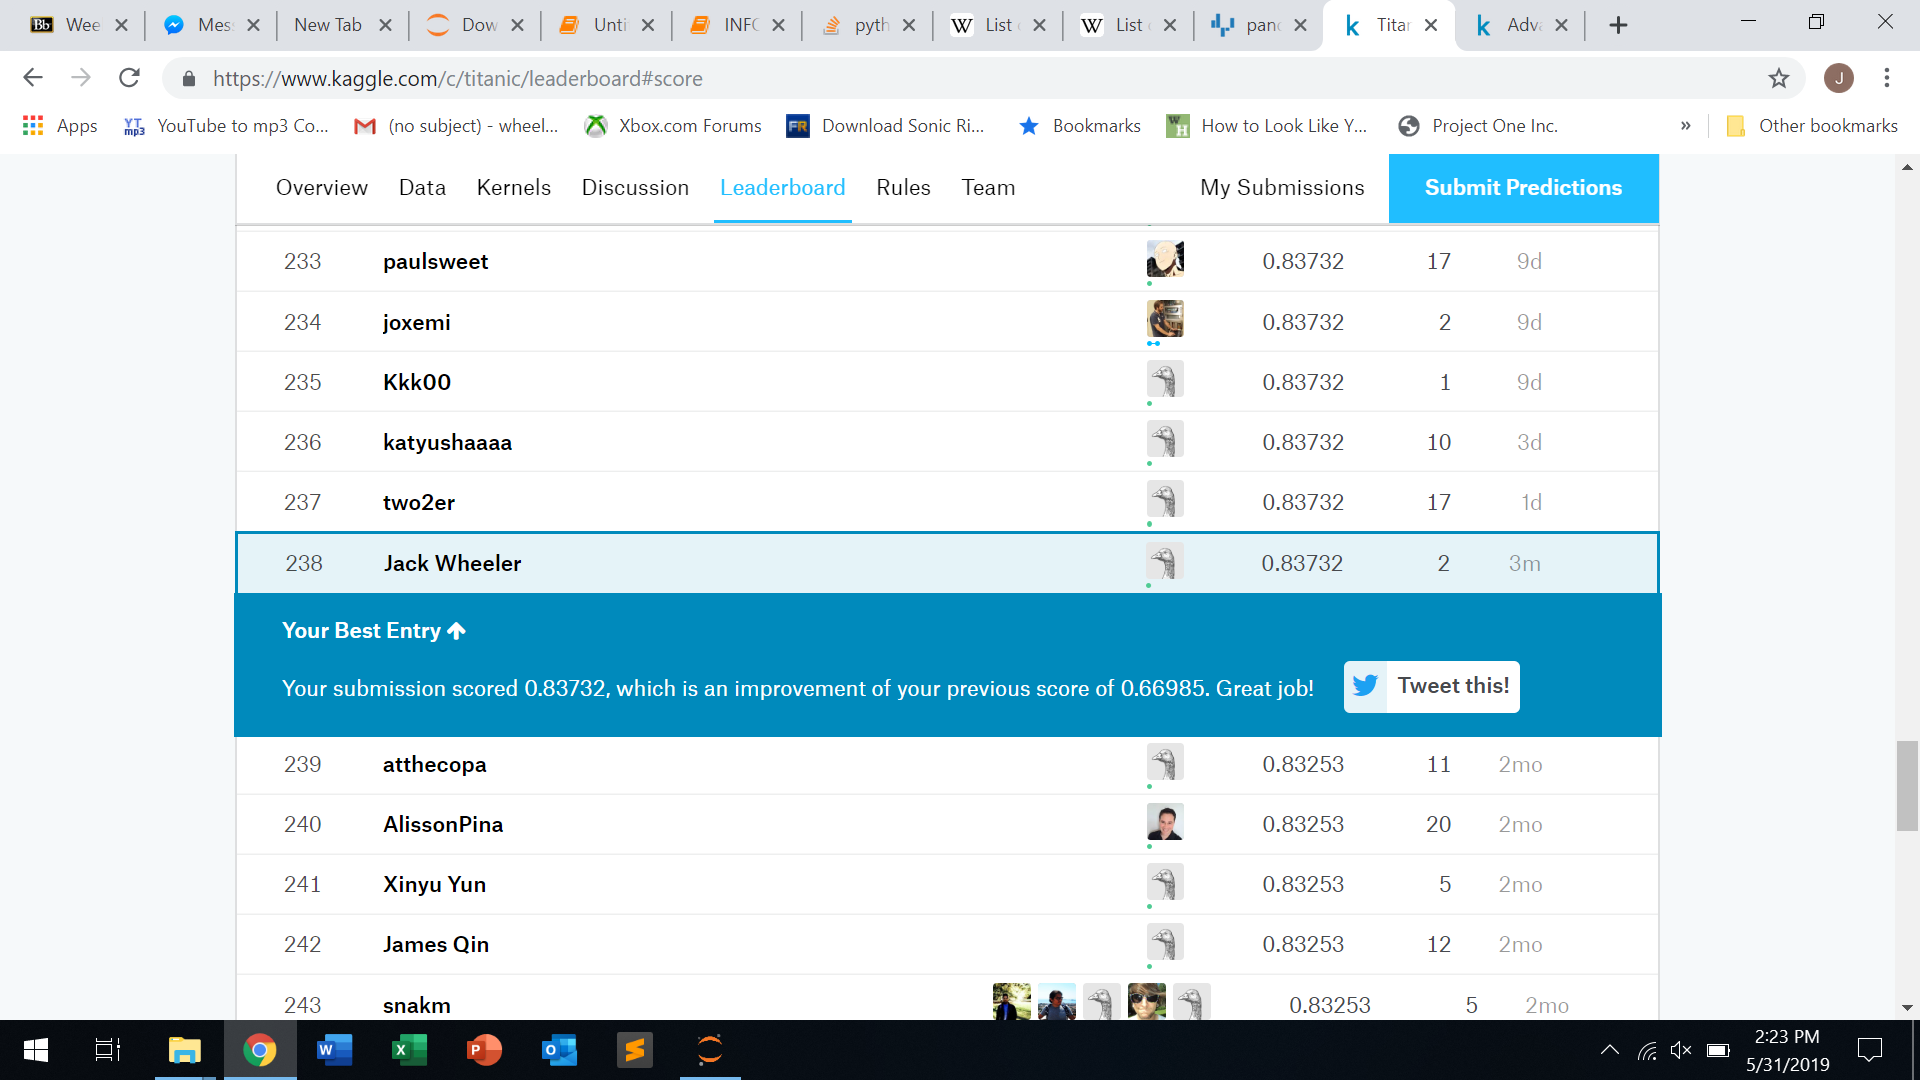 Bb Wee Mes New Tab Dow Unti INFC pyth List List panc Titar Adva
https://www.kaggle.com/c/titanic/leaderboard#score J
Apps YT mp3 YouTube to mp3 Co... (no subject) - wheel... Xbox.com Forums FR Download Sonic Ri... Bookmarks WH How to Look Like Y... Project One Inc. » Other bookmarks
Overview Data Kernels Discussion Leaderboard Rules Team My Submissions Submit Predictions
233 paulsweet 0.83732 17 9d
234 joxemi 0.83732 2 9d
235 Kkk00 0.83732 1 9d
236 katyushaaaa 0.83732 10 3d
237 two2er 0.83732 17 1d
238 Jack Wheeler 0.83732 2 3m
Your Best Entry
Your submission scored 0.83732, which is an improvement of your previous score of 0.66985. Great job! Tweet this!
239 atthecopa 0.83253 11 2mo
240 AlissonPina 0.83253 20 2mo
241 Xinyu Yun 0.83253 5 2mo
242 James Qin 0.83253 12 2mo
243 snakm 0.83253 5 2mo
2:23 PM
5/31/2019